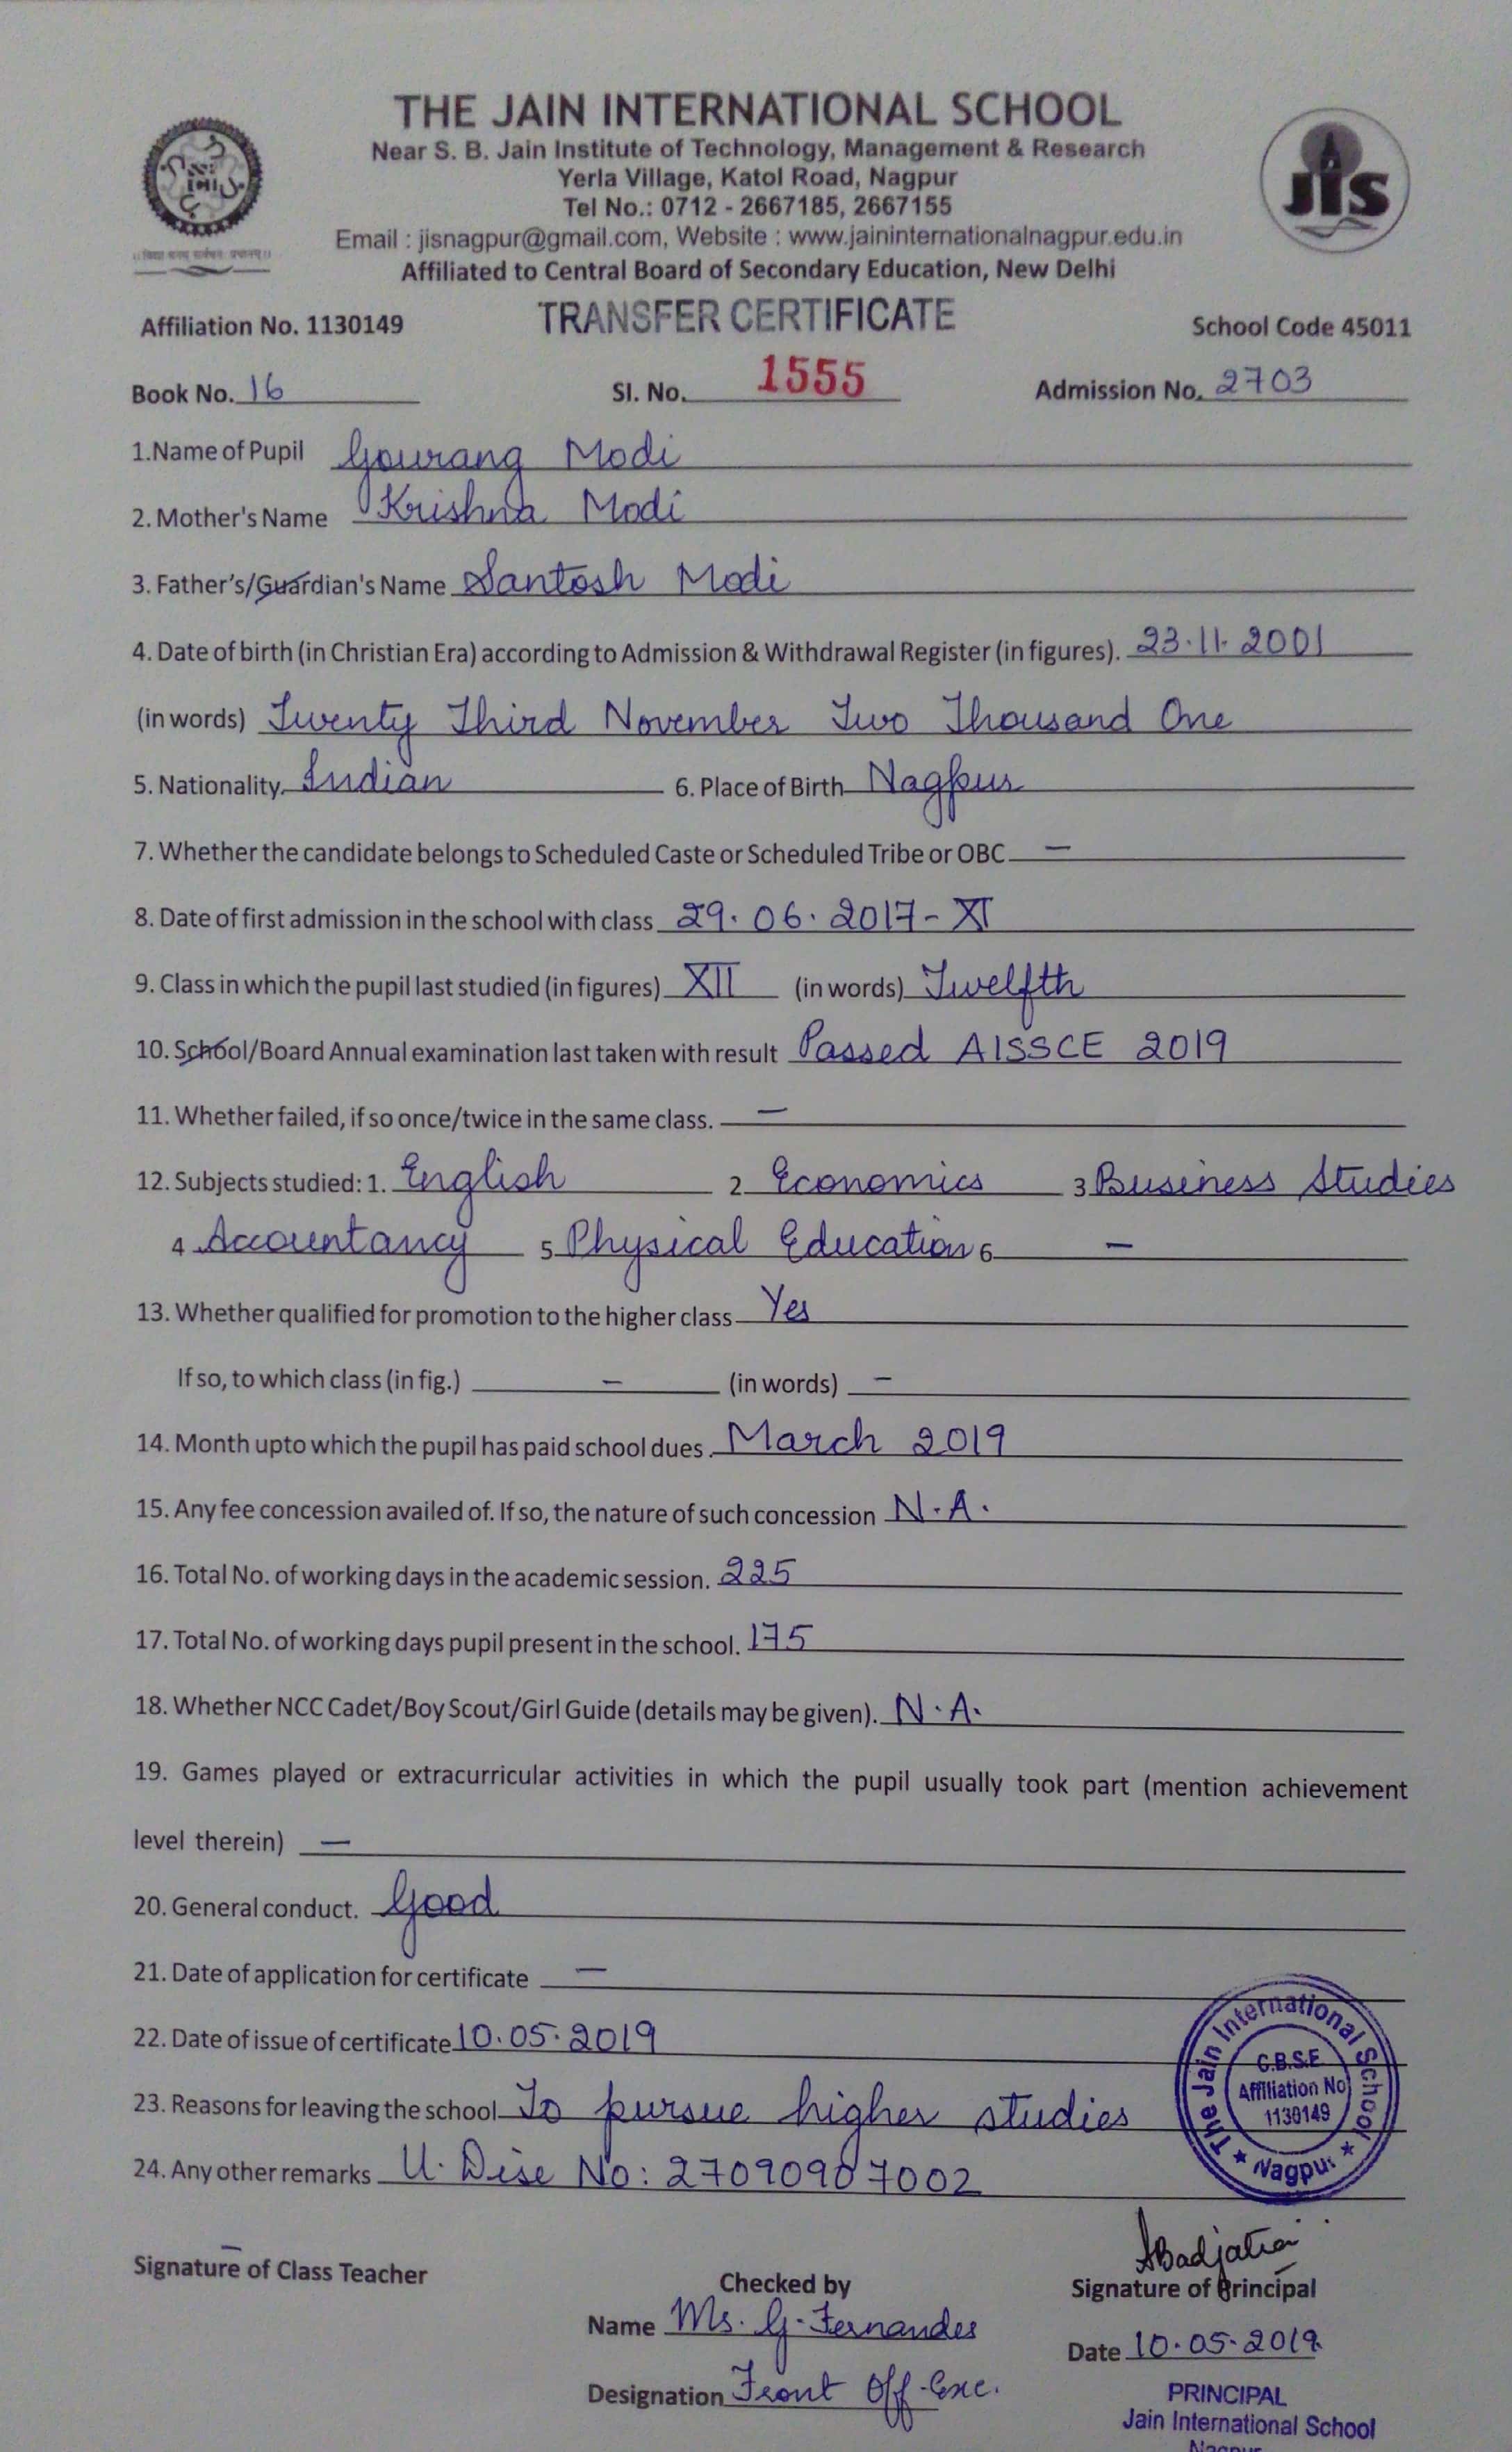 THE JAIN INTERNATIONAL SCHOOL
Near S. B. Jain Institute of Technology, Management & Research
Yerla Village, Katol Road, Nagpur
Tel No.: 0712 - 2667185, 2667155
Email : jisnagpur@gmail.com, Website : www.jaininternationalnagpur.edu.in
Affiliated to Central Board of Secondary Education, New Delhi
JIS
Affiliation No. 1130149 TRANSFER CERTIFICATE School Code 45011
Book No. 16 Sl. No. 1555 Admission No. 2703
1.Name of Pupil Gourang Modi
2. Mother's Name Krishna Modi
3. Father's/Guardian's Name Santosh Modi
4. Date of birth (in Christian Era) according to Admission & Withdrawal Register (in figures). 23.11.2001
(in words) Twenty Third November Two Thousand One
5. Nationality. Indian 6. Place of Birth Nagpur
7. Whether the candidate belongs to Scheduled Caste or Scheduled Tribe or OBC —
8. Date of first admission in the school with class 29.06.2017 - XI
9. Class in which the pupil last studied (in figures) XII (in words) Twelfth
10. School/Board Annual examination last taken with result Passed AISSCE 2019
11. Whether failed, if so once/twice in the same class. —
12. Subjects studied: 1. English 2 Economics 3 Business Studies
4 Accountancy 5 Physical Education 6 —
13. Whether qualified for promotion to the higher class Yes
If so, to which class (in fig.) — (in words) —
14. Month upto which the pupil has paid school dues. March 2019
15. Any fee concession availed of. If so, the nature of such concession N.A.
16. Total No. of working days in the academic session. 225
17. Total No. of working days pupil present in the school. 175
18. Whether NCC Cadet/Boy Scout/Girl Guide (details may be given). N.A.
19. Games played or extracurricular activities in which the pupil usually took part (mention achievement
level therein) —
20. General conduct. Good
21. Date of application for certificate —
22. Date of issue of certificate 10.05.2019
23. Reasons for leaving the school To pursue higher studies
24. Any other remarks U. Dise No: 27090907002
The Jain International School
C.B.S.E
Affiliation No
1130149
Nagpur
Signature of Class Teacher —
Checked by
Name Ms. G. Fernandes
Designation Front Off. Exc.
ABadjatia
Signature of Principal
Date 10.05.2019
PRINCIPAL
Jain International School
Nagpur